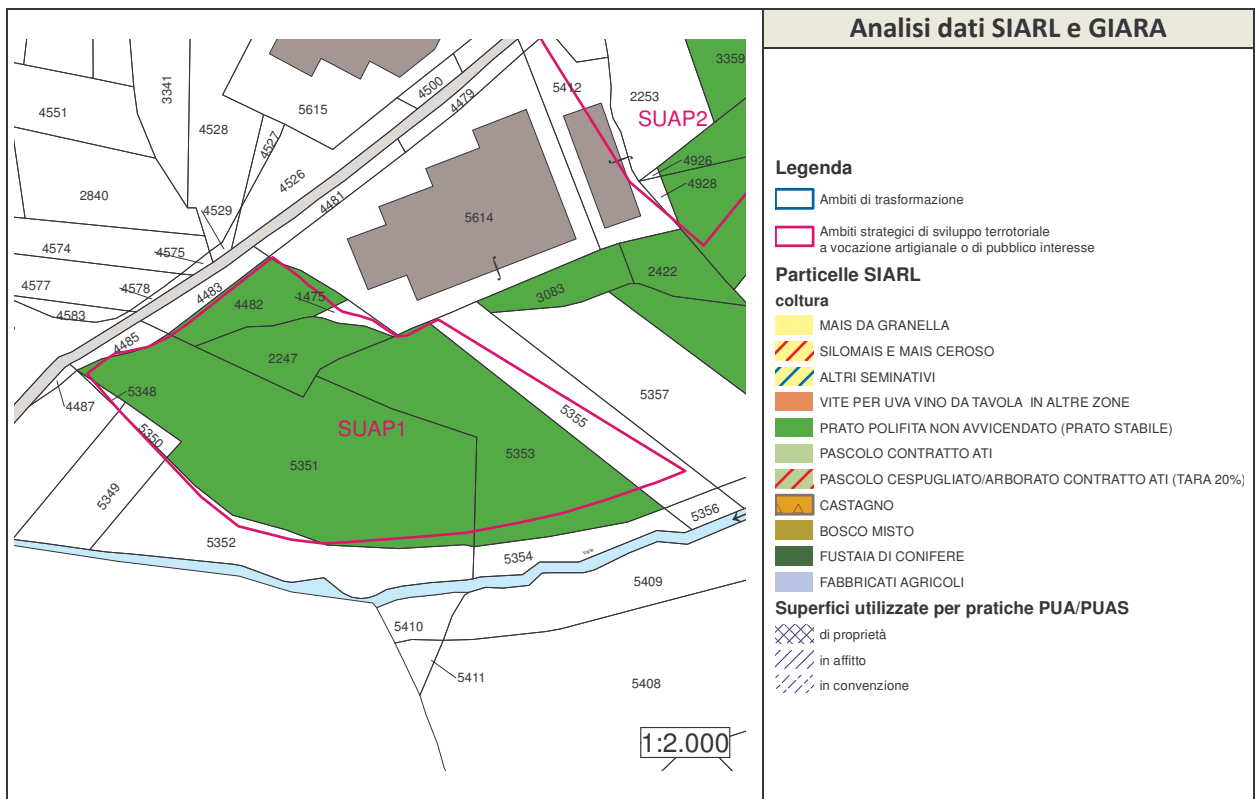 Analisi dati SIARL e GIARA
3359
4551
3341
4528
5615
4500
4479
5412
2253
SUAP2
4527
4526
4926
4928
2840
4529
4481
5614
4574
4575
4577
4578
4583
4483
4482
1475
3083
2422
4485
2247
5348
4487
5350
SUAP1
5355
5357
5351
5353
5349
5352
5354
5356
5409
5410
5411
5408
1:2.000
Legenda
Ambiti di trasformazione
Ambiti strategici di sviluppo terrotoriale
a vocazione artigianale o di pubblico interesse
Particelle SIARL
coltura
MAIS DA GRANELLA
SILOMAIS E MAIS CEROSO
ALTRI SEMINATIVI
VITE PER UVA VINO DA TAVOLA IN ALTRE ZONE
PRATO POLIFITA NON AVVICENDATO (PRATO STABILE)
PASCOLO CONTRATTO ATI
PASCOLO CESPUGLIATO/ARBORATO CONTRATTO ATI (TARA 20%)
CASTAGNO
BOSCO MISTO
FUSTAIA DI CONIFERE
FABBRICATI AGRICOLI
Superfici utilizzate per pratiche PUA/PUAS
di proprietà
in affitto
in convenzione